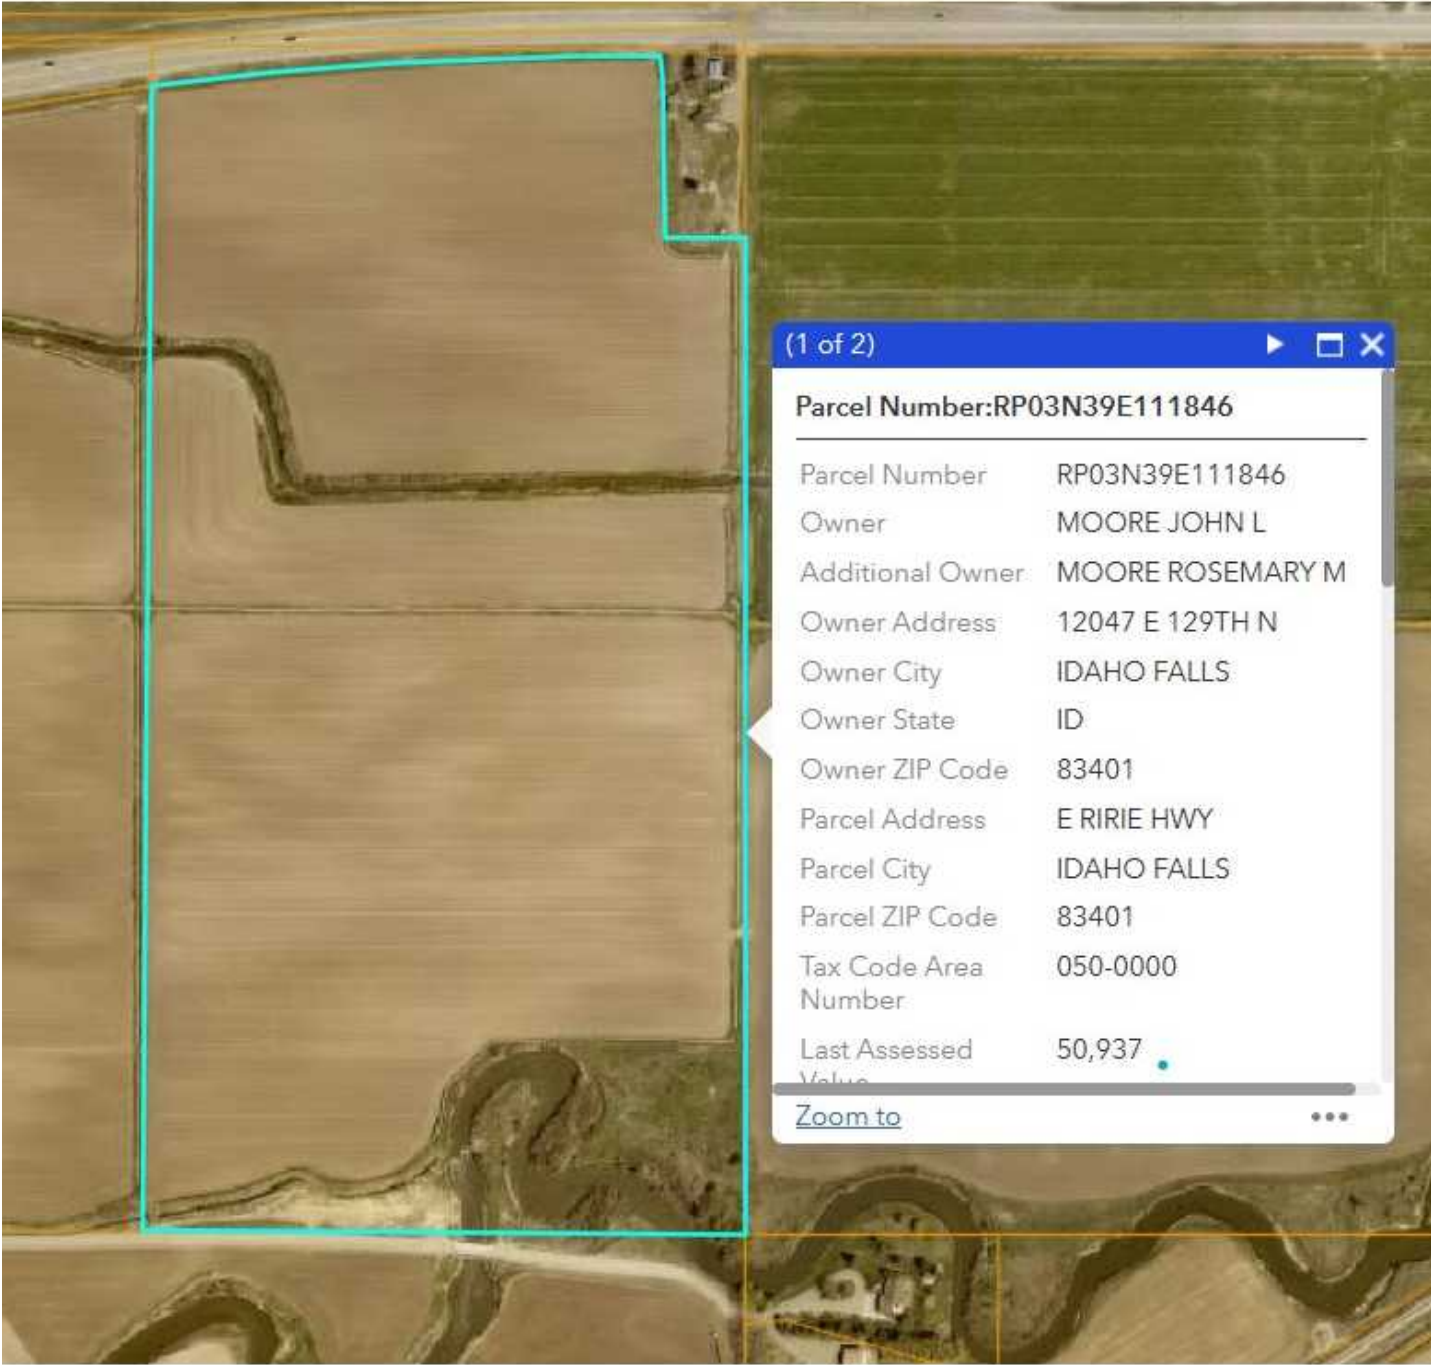 (1 of 2)
Parcel Number:RP03N39E111846
Parcel Number RP03N39E111846
Owner MOORE JOHN L
Additional Owner MOORE ROSEMARY M
Owner Address 12047 E 129TH N
Owner City IDAHO FALLS
Owner State ID
Owner ZIP Code 83401
Parcel Address E RIRIE HWY
Parcel City IDAHO FALLS
Parcel ZIP Code 83401
Tax Code Area 050-0000
Number
Last Assessed 50,937
Value
Zoom to